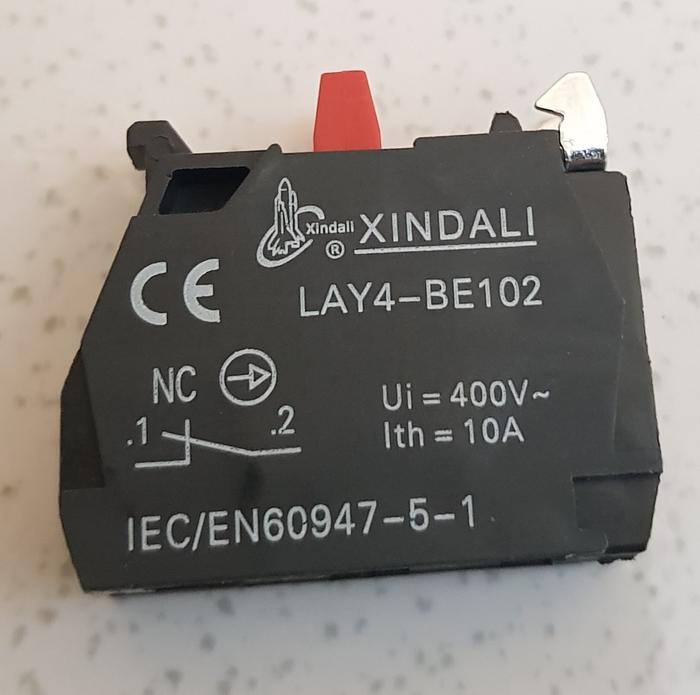 Xindali
® XINDALI
CE
LAY4-BE102
NC
Ui = 400V~
.1 .2
Ith = 10A
IEC/EN60947-5-1